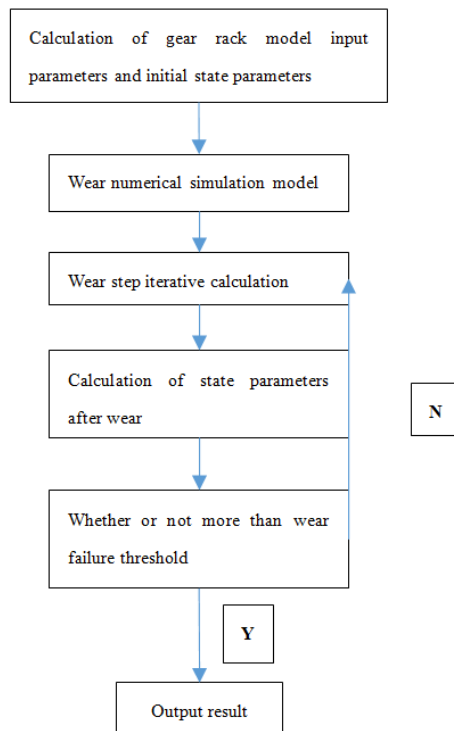 Calculation of gear rack model input
parameters and initial state parameters
Wear numerical simulation model
Wear step iterative calculation
Calculation of state parameters
after wear
N
Whether or not more than wear
failure threshold
Y
Output result